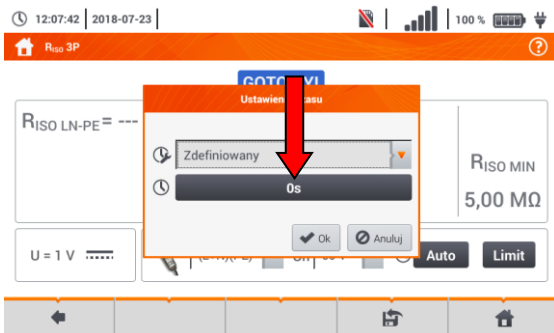 12:07:42 2018-07-23 100 %
RISO 3P
Ustawien
Zdefiniowany
0s
Ok Anuluj
RISO LN-PE= ---
RISO MIN
5,00 MΩ
U = 1 V
Auto Limit